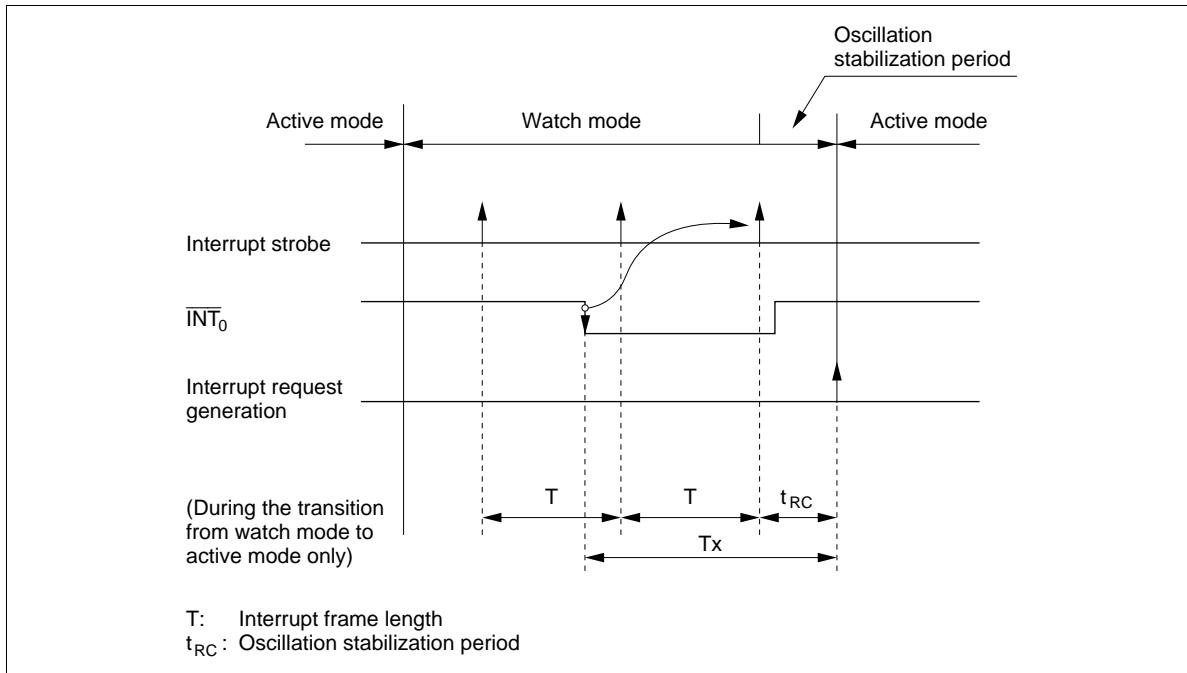 Oscillation
stabilization period
Active mode
Watch mode
Active mode
Interrupt strobe
INT0
Interrupt request
generation
T
T
tRC
(During the transition
from watch mode to
active mode only)
Tx
T: Interrupt frame length
tRC : Oscillation stabilization period